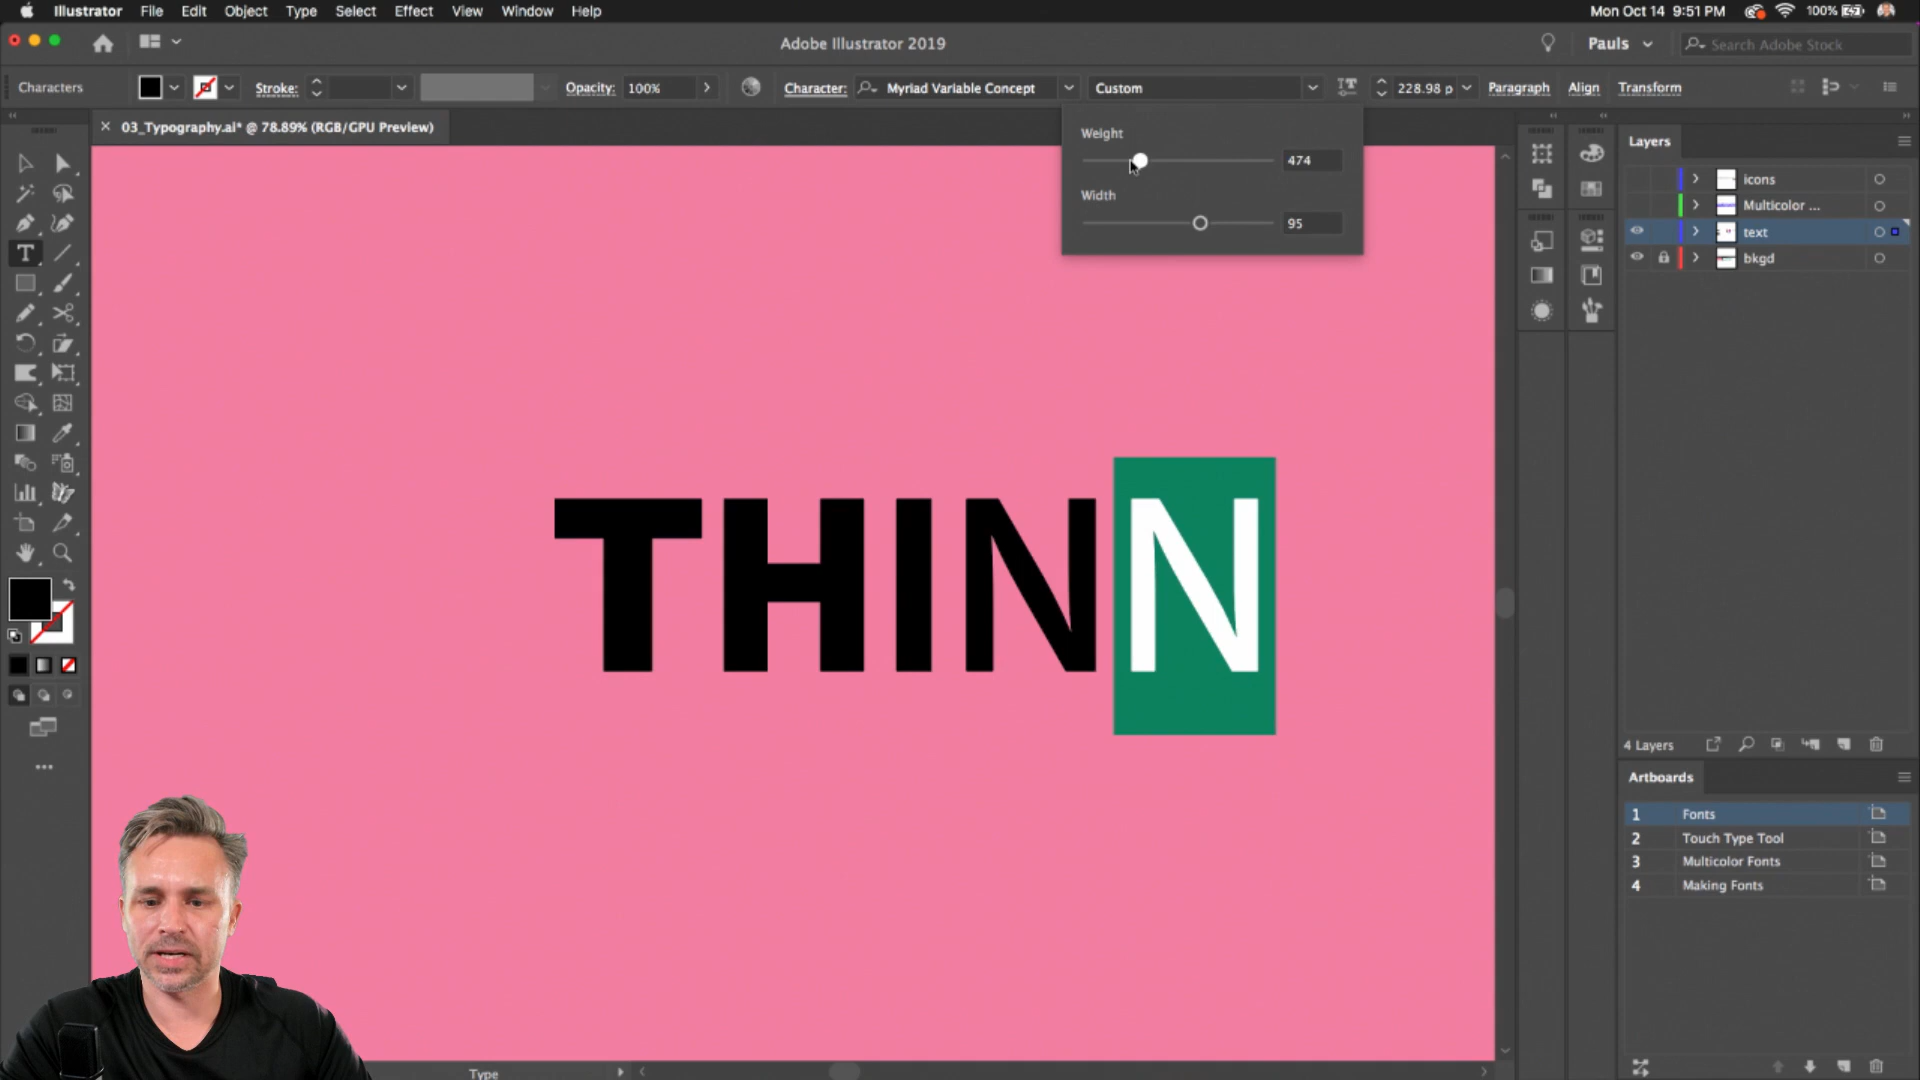 Illustrator File Edit Object Type Select Effect View Window Help
Mon Oct 14 9:51 PM 100%
Adobe Illustrator 2019
Pauls
Search Adobe Stock
Characters
Stroke:
Opacity: 100%
Character: Myriad Variable Concept
Custom
228.98 p
Paragraph Align Transform
03_Typography.ai* @ 78.89% (RGB/GPU Preview)
Weight
474
Width
95
Layers
icons
Multicolor ...
text
bkgd
T
THINN
4 Layers
Artboards
1 Fonts
2 Touch Type Tool
3 Multicolor Fonts
4 Making Fonts
Type